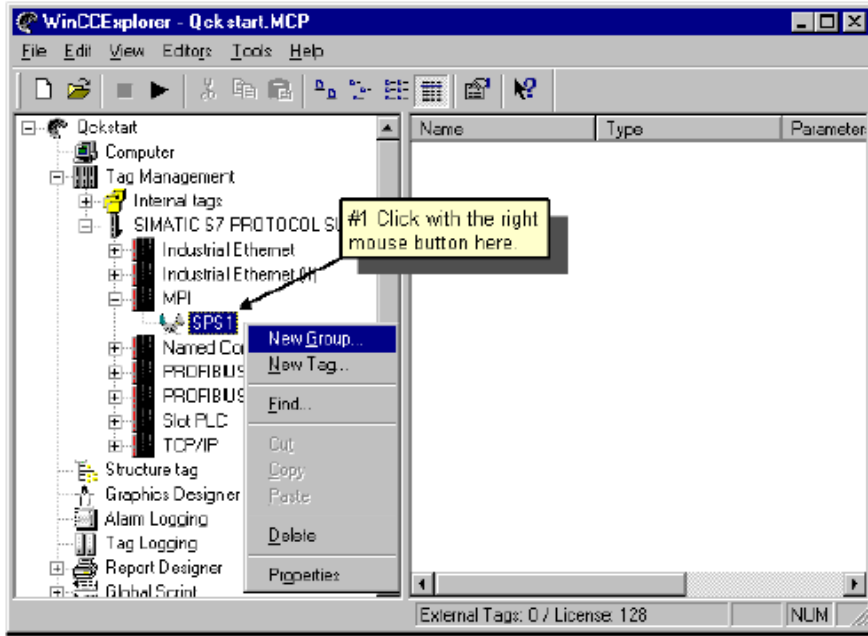 WinCCExplorer - Qckstart.MCP
File Edit View Editors Tools Help
Qckstart
Computer
Tag Management
Internal tags
SIMATIC S7 PROTOCOL
Industrial Ethernet
Industrial Ethernet (II)
MPI
SPS1
Named
PROFIBUS
PROFIBUS
Slot PLC
TCP/IP
Structure tag
Graphics Designer
Alarm Logging
Tag Logging
Report Designer
Global Script
Name Type Parameter
#1 Click with the right
mouse button here.
New Group...
New Tag...
Find...
Cut
Copy
Paste
Delete
Properties
External Tags: 0 / License: 128 NUM